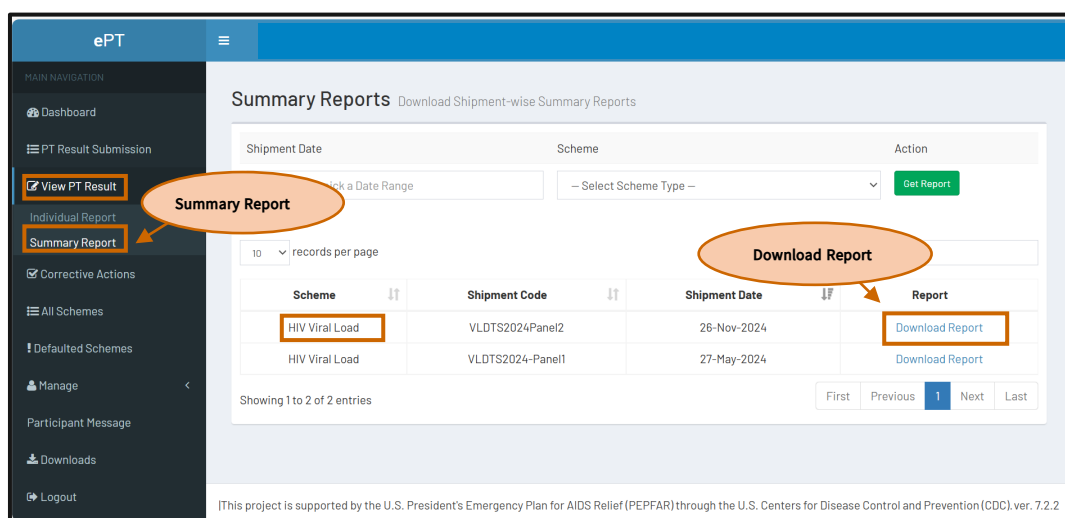 ePT
MAIN NAVIGATION
Dashboard
PT Result Submission
View PT Result
Individual Report
Summary Report
Corrective Actions
All Schemes
Defaulted Schemes
Manage
Participant Message
Downloads
Logout
Summary Reports Download Shipment-wise Summary Reports
Shipment Date Scheme Action
a Date Range -- Select Scheme Type -- Get Report
Summary Report
10 records per page
Download Report
Scheme Shipment Code Shipment Date Report
HIV Viral Load VLDTS2024Panel2 26-Nov-2024 Download Report
HIV Viral Load VLDTS2024-Panel1 27-May-2024 Download Report
Showing 1 to 2 of 2 entries First Previous 1 Next Last
|This project is supported by the U.S. President's Emergency Plan for AIDS Relief (PEPFAR) through the U.S. Centers for Disease Control and Prevention (CDC). ver. 7.2.2